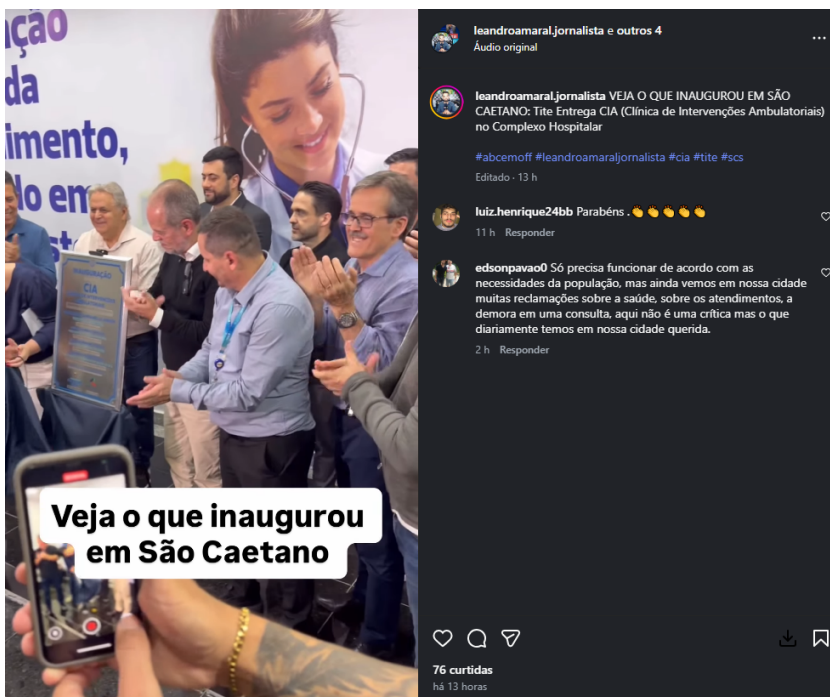 ção
da
imento,
do em
INAUGURAÇÃO
CIA
Veja o que inaugurou
em São Caetano
leandroamaral.jornalista e outros 4
Áudio original
leandroamaral.jornalista VEJA O QUE INAUGUROU EM SÃO
CAETANO: Tite Entrega CIA (Clínica de Intervenções Ambulatoriais)
no Complexo Hospitalar
#abcemoff #leandroamaraljornalista #cia #tite #scs
Editado · 13 h
luiz.henrique24bb Parabéns .👏👏👏👏👏
11 h Responder
edsonpavao0 Só precisa funcionar de acordo com as
necessidades da população, mas ainda vemos em nossa cidade
muitas reclamações sobre a saúde, sobre os atendimentos, a
demora em uma consulta, aqui não é uma crítica mas o que
diariamente temos em nossa cidade querida.
2 h Responder
76 curtidas
há 13 horas